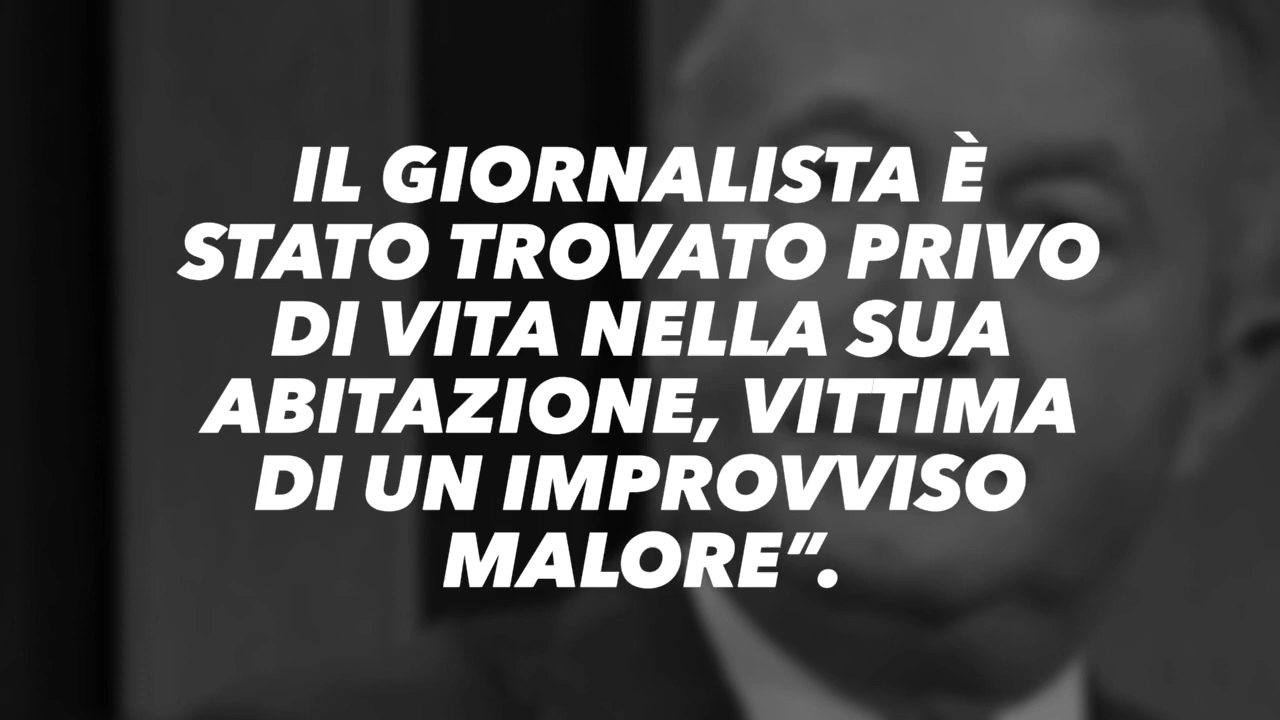 IL GIORNALISTA È
STATO TROVATO PRIVO
DI VITA NELLA SUA
ABITAZIONE, VITTIMA
DI UN IMPROVVISO
MALORE”.